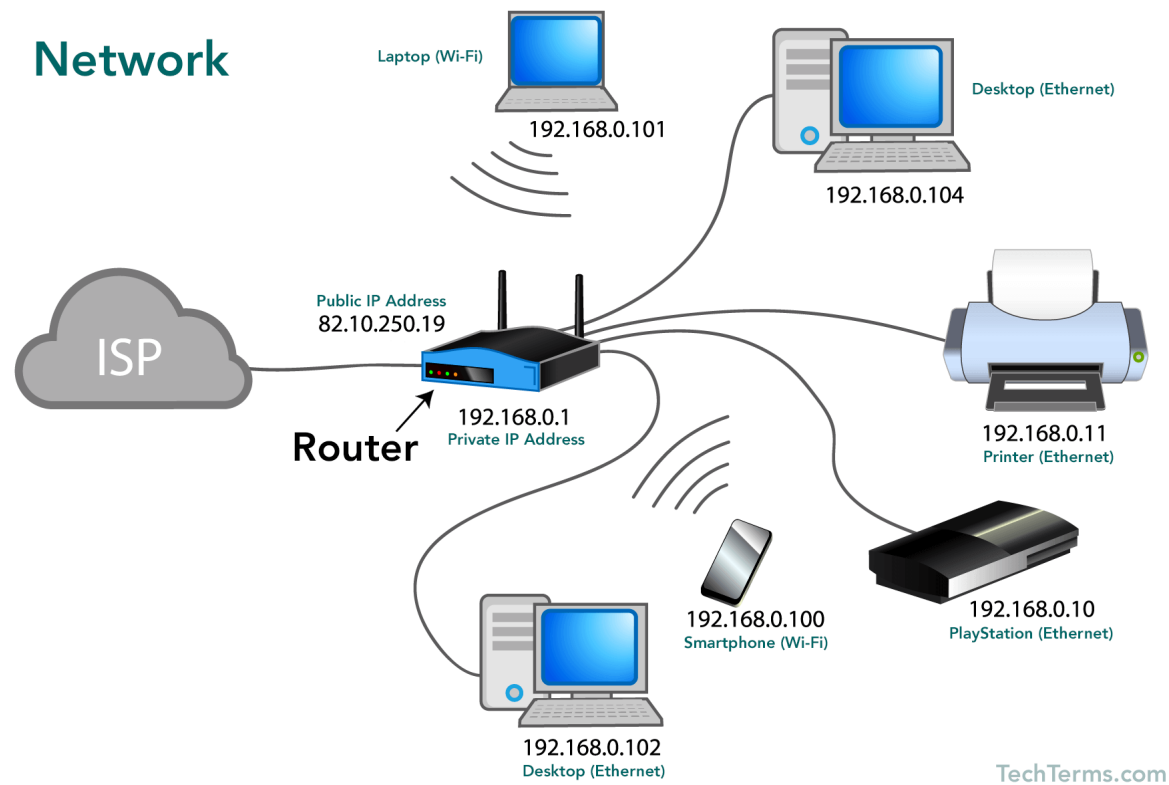 Network
Laptop (Wi-Fi)
192.168.0.101
Desktop (Ethernet)
192.168.0.104
Public IP Address
82.10.250.19
ISP
192.168.0.1
Private IP Address
Router
192.168.0.11
Printer (Ethernet)
192.168.0.100
Smartphone (Wi-Fi)
192.168.0.10
PlayStation (Ethernet)
192.168.0.102
Desktop (Ethernet)
TechTerms.com